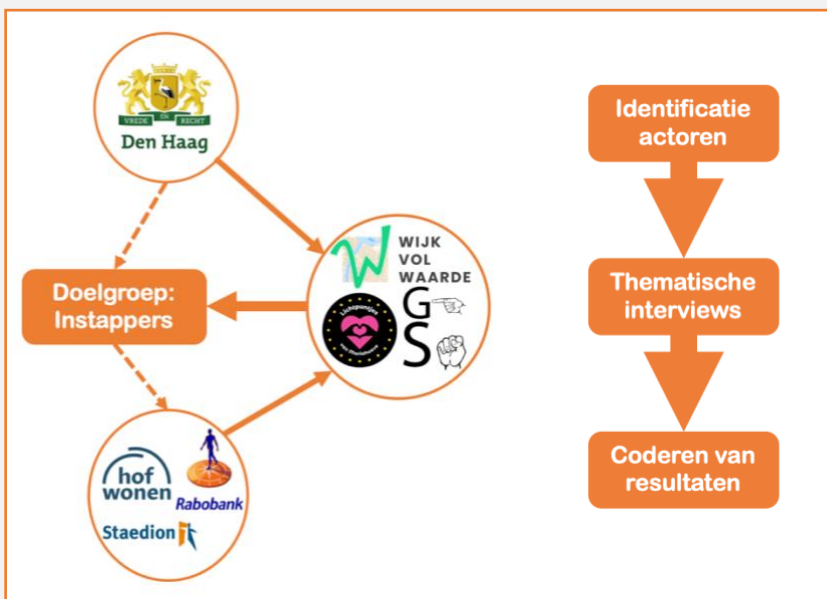 VREDE EN RECHT
Den Haag
Identificatie
actoren
WIJK
VOL
WAARDE
Doelgroep:
Instappers
Lichtpuntjes
G
S
Thematische
interviews
hof
wonen
Rabobank
Staedion
Coderen van
resultaten